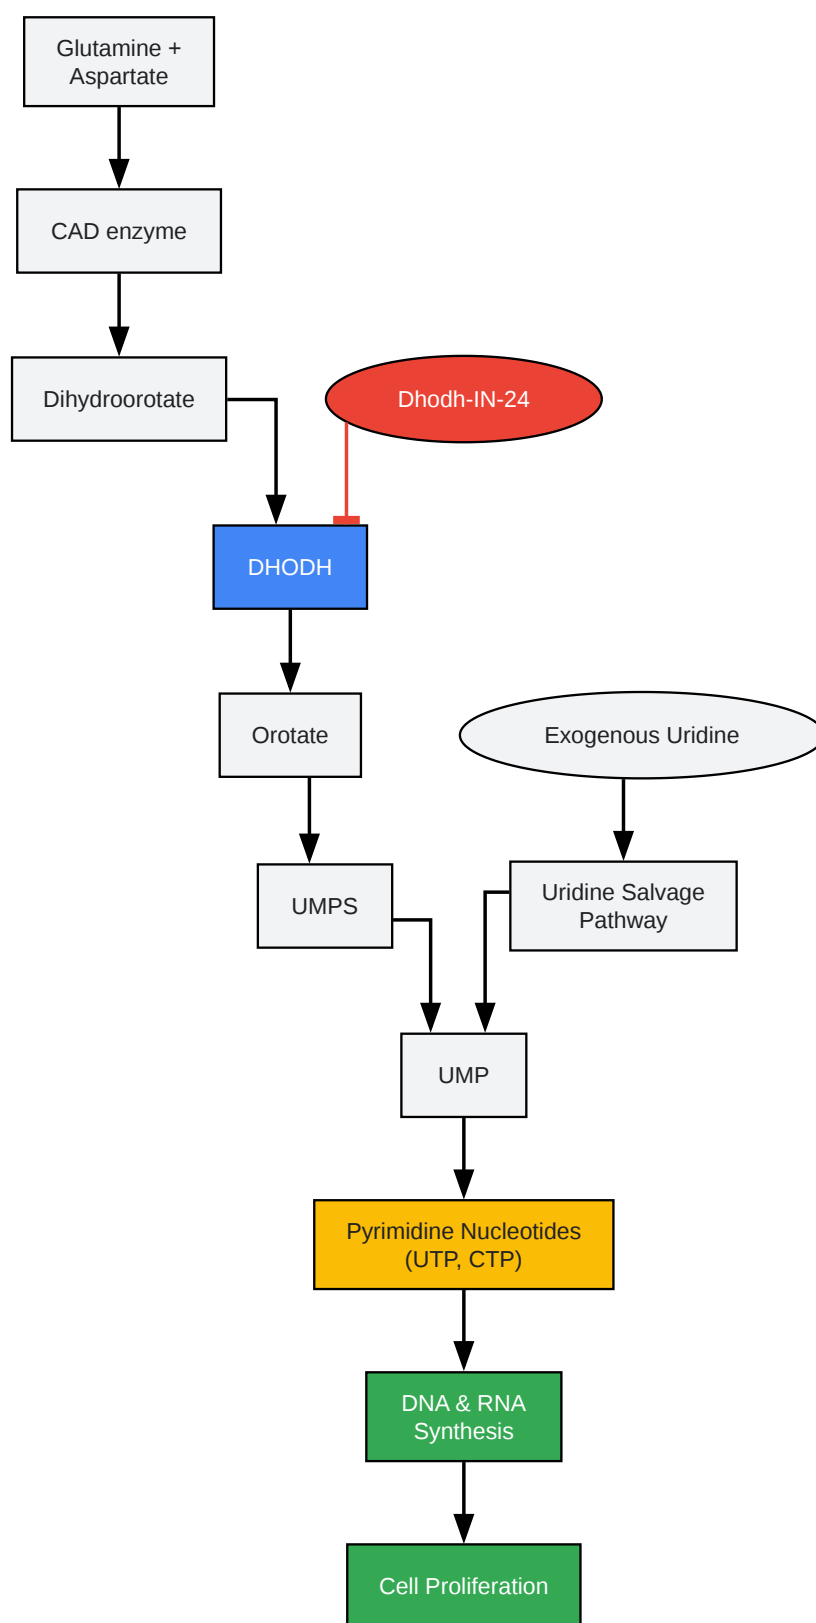 Glutamine +
Aspartate
CAD enzyme
Dihydroorotate
Dhodh-IN-24
DHODH
Orotate
Exogenous Uridine
UMPS
Uridine Salvage
Pathway
UMP
Pyrimidine Nucleotides
(UTP, CTP)
DNA & RNA
Synthesis
Cell Proliferation